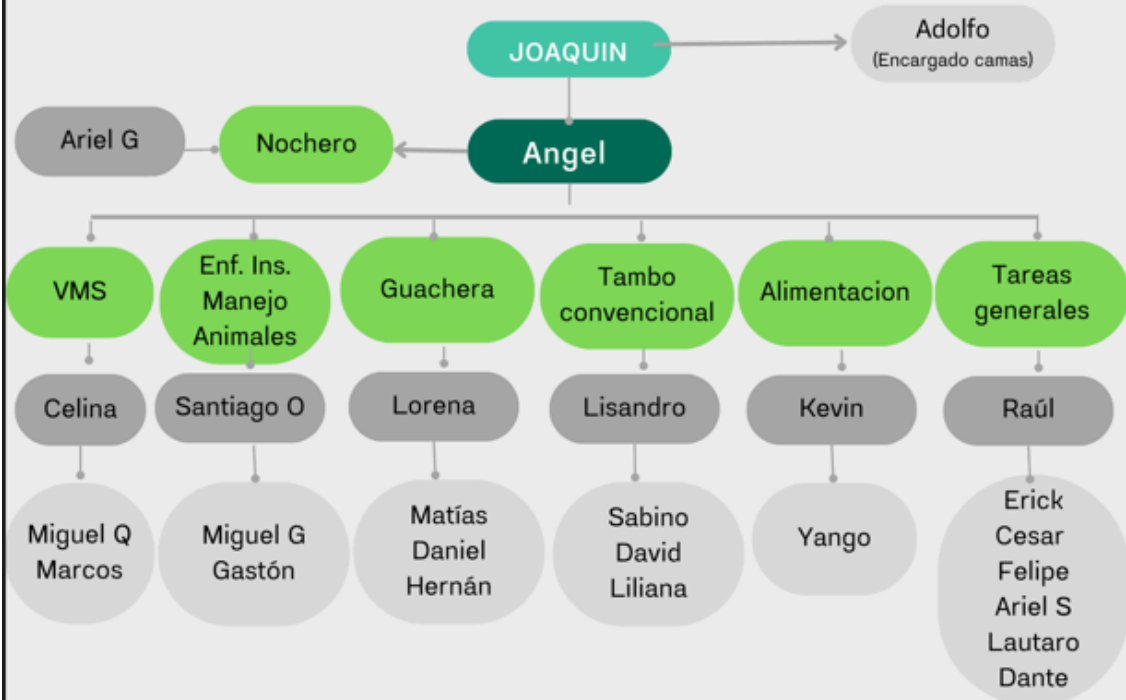 JOAQUIN
Adolfo
(Encargado camas)
Ariel G
Nochero
Angel
VMS
Enf. Ins.
Manejo
Animales
Guachera
Tambo
convencional
Alimentacion
Tareas
generales
Celina
Santiago O
Lorena
Lisandro
Kevin
Raúl
Miguel Q
Marcos
Miguel G
Gastón
Matías
Daniel
Hernán
Sabino
David
Liliana
Yango
Erick
Cesar
Felipe
Ariel S
Lautaro
Dante